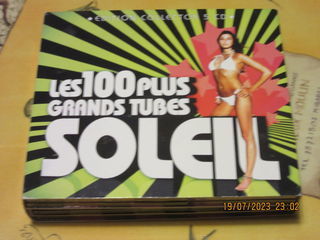 EDITION COLLECTOR 5 CD
LES 100 PLUS
GRANDS TUBES
SOLEIL
19/07/2023 23:02